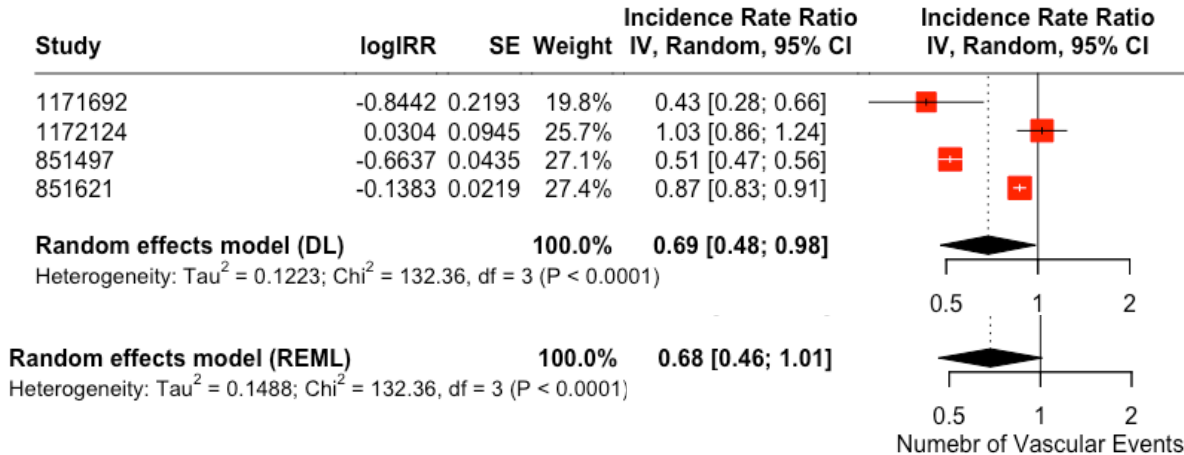 Incidence Rate Ratio Incidence Rate Ratio
Study logIRR SE Weight IV, Random, 95% CI IV, Random, 95% CI
1171692 -0.8442 0.2193 19.8% 0.43 [0.28; 0.66]
1172124 0.0304 0.0945 25.7% 1.03 [0.86; 1.24]
851497 -0.6637 0.0435 27.1% 0.51 [0.47; 0.56]
851621 -0.1383 0.0219 27.4% 0.87 [0.83; 0.91]
Random effects model (DL) 100.0% 0.69 [0.48; 0.98]
Heterogeneity: Tau² = 0.1223; Chi² = 132.36, df = 3 (P < 0.0001)
0.5 1 2
Random effects model (REML) 100.0% 0.68 [0.46; 1.01]
Heterogeneity: Tau² = 0.1488; Chi² = 132.36, df = 3 (P < 0.0001)
0.5 1 2
Numebr of Vascular Events